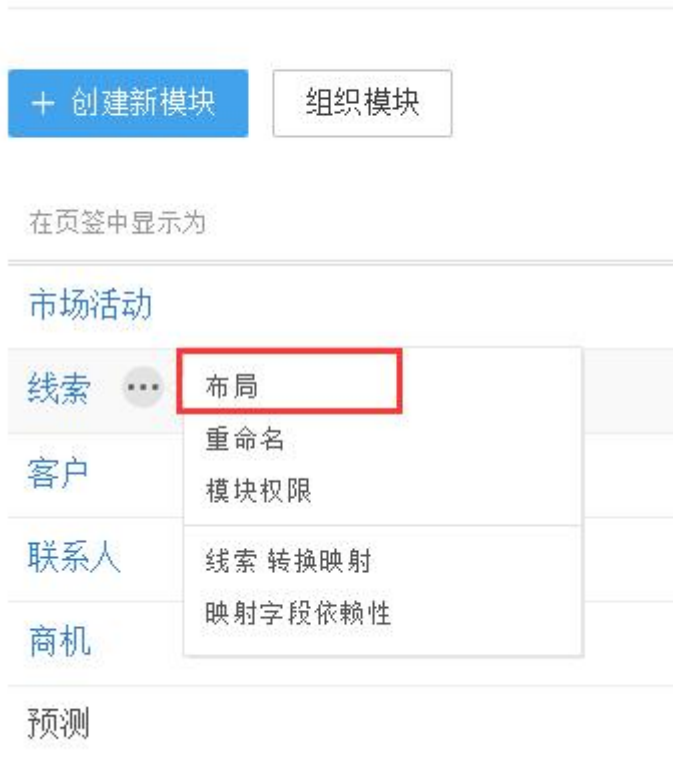 + 创建新模块 组织模块
在页签中显示为
市场活动
线索 ··· 布局
重命名
客户
模块权限
联系人
线索 转换映射
映射字段依赖性
商机
预测